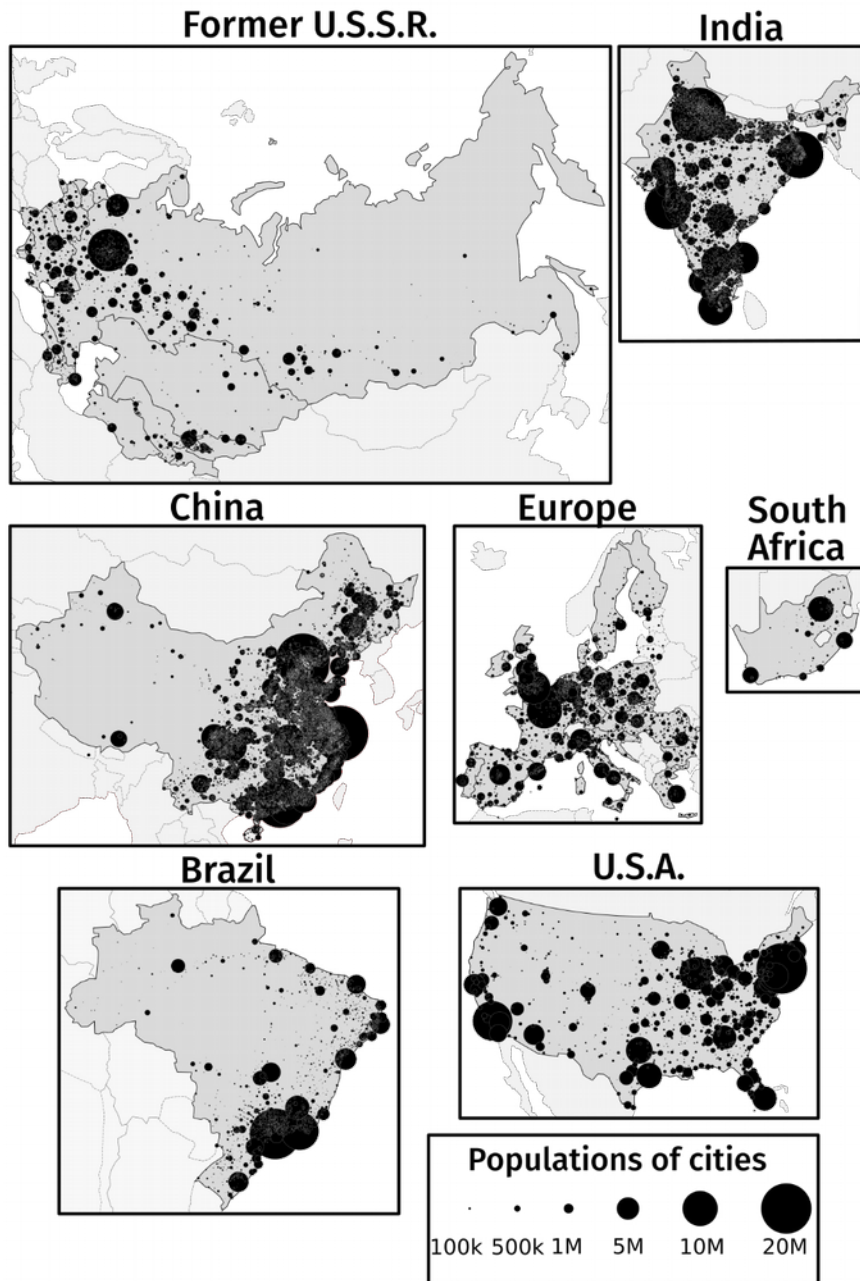 Former U.S.S.R.
India
China
Europe
South
Africa
Brazil
U.S.A.
Populations of cities
100k 500k 1M 5M 10M 20M